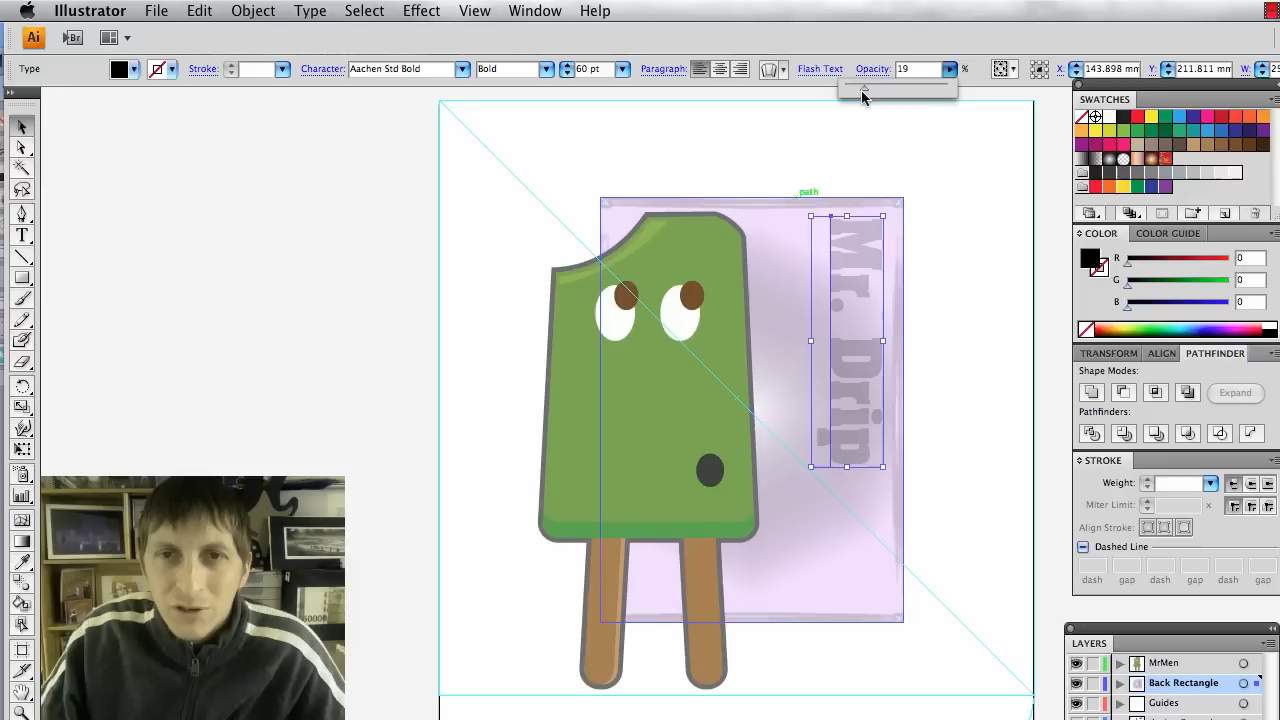 Illustrator File Edit Object Type Select Effect View Window Help
Ai Br
Type Stroke: Character: Aachen Std Bold Bold 60 pt Paragraph: Flash Text Opacity: 19 % X: 143.898 mm Y: 211.811 mm W:
SWATCHES
path
Mr. Drip
COLOR COLOR GUIDE
R 0
G 0
B 0
TRANSFORM ALIGN PATHFINDER
Shape Modes:
Expand
Pathfinders:
STROKE
Weight:
Miter Limit: x
Align Stroke:
Dashed Line
dash gap dash gap dash gap
LAYERS
MrMen
Back Rectangle
Guides